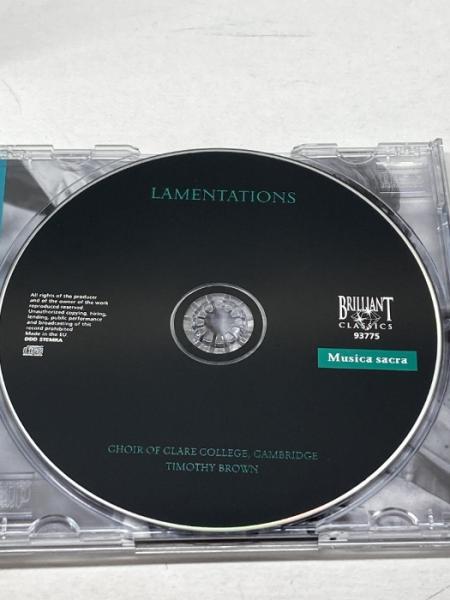 LAMENTATIONS
All rights of the producer
and of the owner of the work
reproduced reserved.
Unauthorized copying, hiring,
lending, public performance
and broadcasting of this
record prohibited
Made in the EU.
DDD STEMRA
BRILLIANT
CLASSICS
93775
Musica sacra
CHOIR OF CLARE COLLEGE, CAMBRIDGE
TIMOTHY BROWN